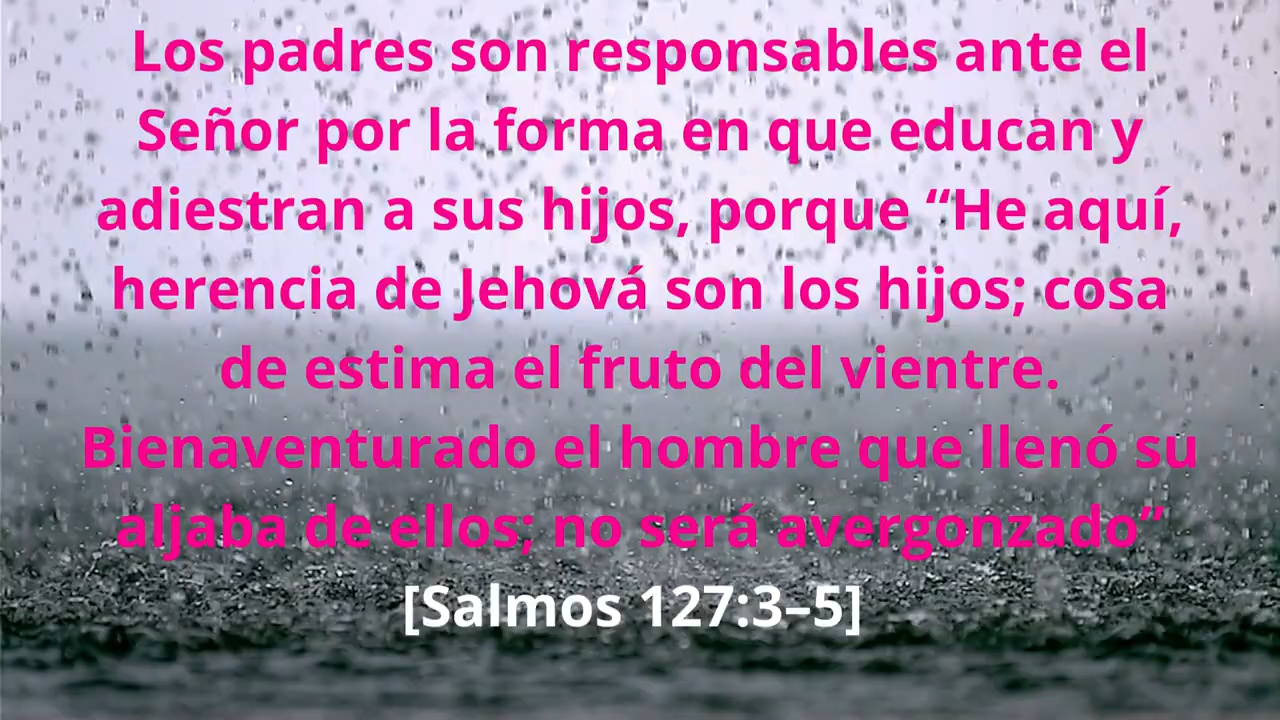 Los padres son responsables ante el
Señor por la forma en que educan y
adiestran a sus hijos, porque “He aquí,
herencia de Jehová son los hijos; cosa
de estima el fruto del vientre.
Bienaventurado el hombre que llenó su
aljaba de ellos; no será avergonzado”
[Salmos 127:3–5]